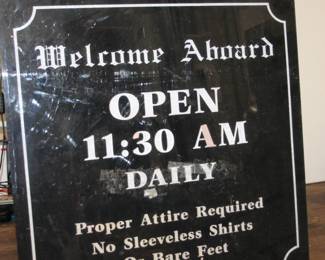 Welcome Aboard
OPEN
11:30 AM
DAILY
Proper Attire Required
No Sleeveless Shirts
Or Bare Feet